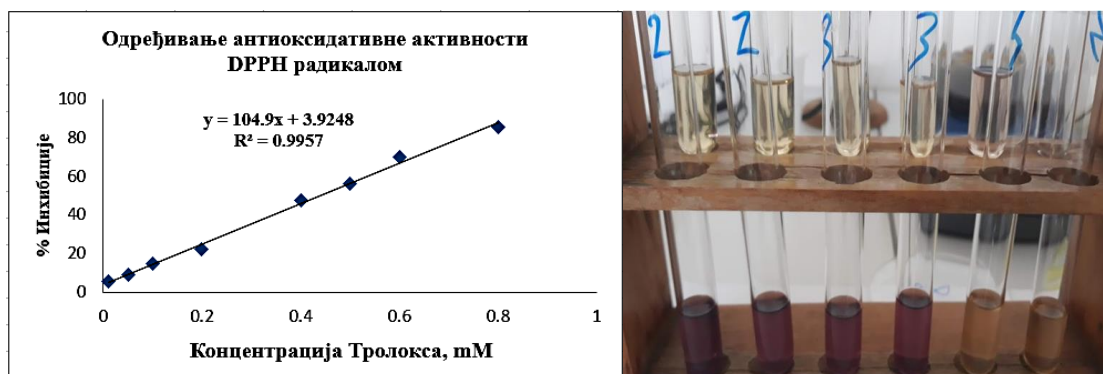 Одређивање антиоксидативне активности
DPPH радикалом
y = 104.9x + 3.9248
R² = 0.9957
% Инхибиције
100
80
60
40
20
0
0
0.2
0.4
0.6
0.8
1
Концентрација Тролокса, mM
2
2
3
3